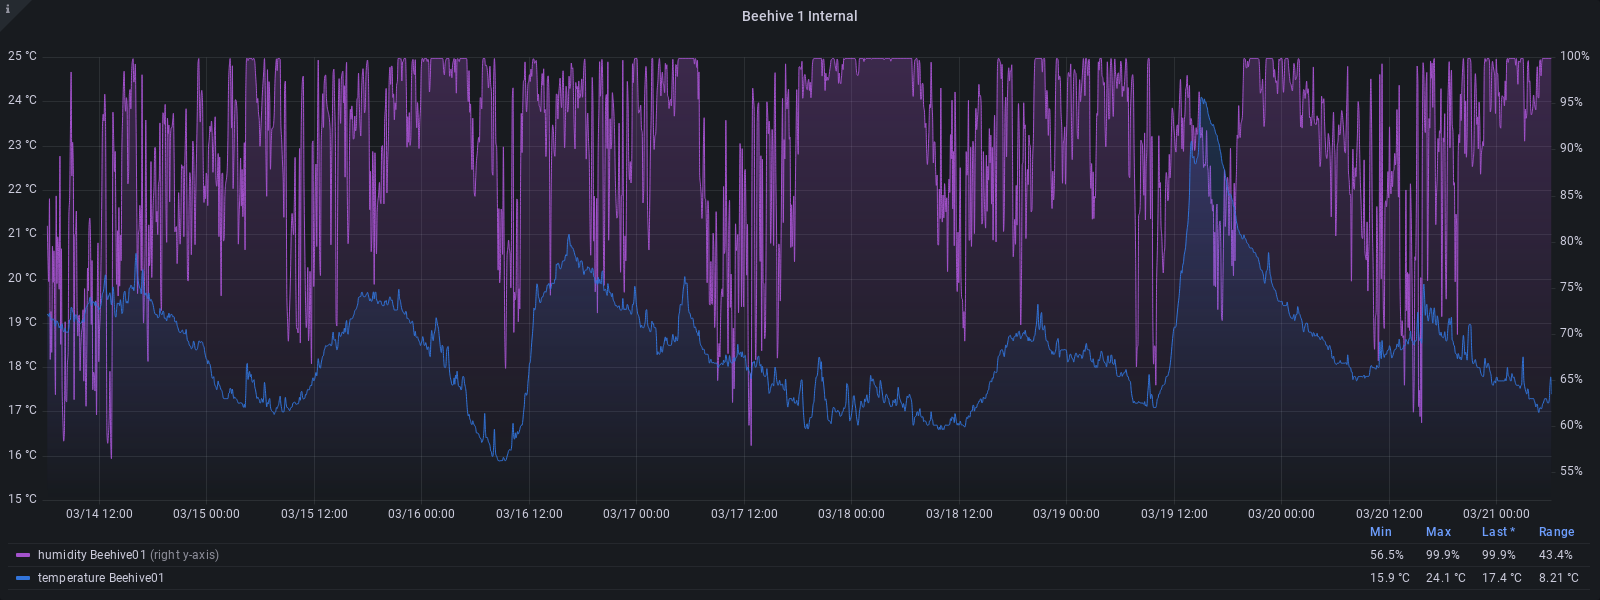 i
Beehive 1 Internal
25 °C 100%
24 °C 95%
23 °C 90%
22 °C 85%
21 °C 80%
20 °C 75%
19 °C 70%
18 °C 65%
17 °C 60%
16 °C 55%
15 °C
03/14 12:00 03/15 00:00 03/15 12:00 03/16 00:00 03/16 12:00 03/17 00:00 03/17 12:00 03/18 00:00 03/18 12:00 03/19 00:00 03/19 12:00 03/20 00:00 03/20 12:00 03/21 00:00
Min Max Last * Range
humidity Beehive01 (right y-axis) 56.5% 99.9% 99.9% 43.4%
temperature Beehive01 15.9 °C 24.1 °C 17.4 °C 8.21 °C